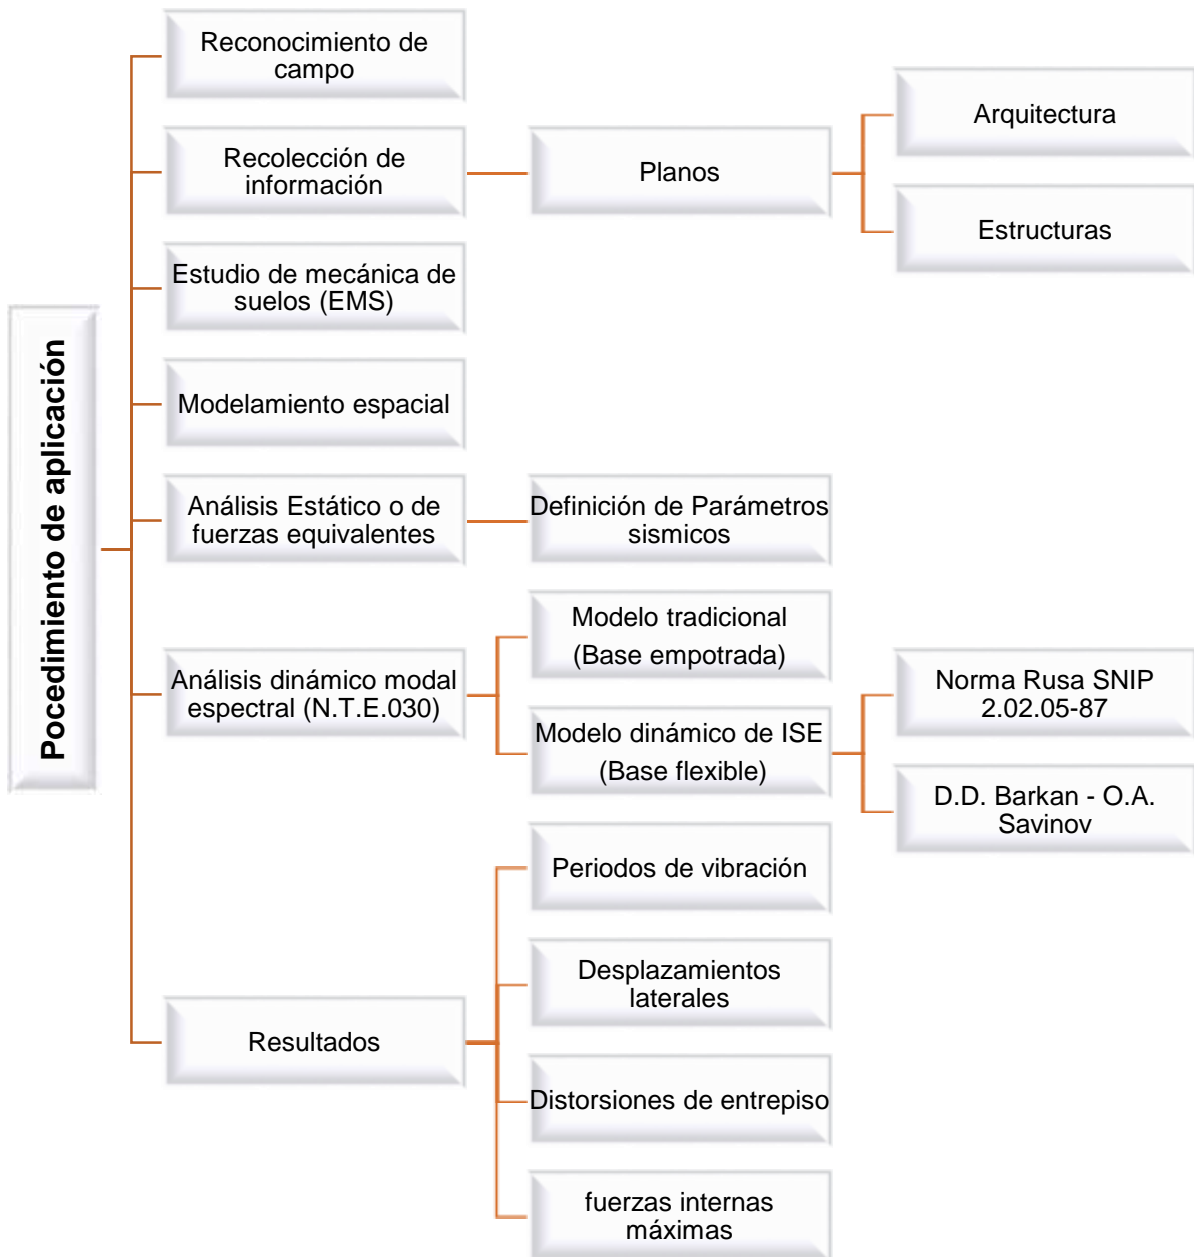 Pocedimiento de aplicación
Reconocimiento de
campo
Recolección de
información
Planos
Arquitectura
Estructuras
Estudio de mecánica de
suelos (EMS)
Modelamiento espacial
Análisis Estático o de
fuerzas equivalentes
Definición de Parámetros
sismicos
Análisis dinámico modal
espectral (N.T.E.030)
Modelo tradicional
(Base empotrada)
Modelo dinámico de ISE
(Base flexible)
Norma Rusa SNIP
2.02.05-87
D.D. Barkan - O.A.
Savinov
Resultados
Periodos de vibración
Desplazamientos
laterales
Distorsiones de entrepiso
fuerzas internas
máximas